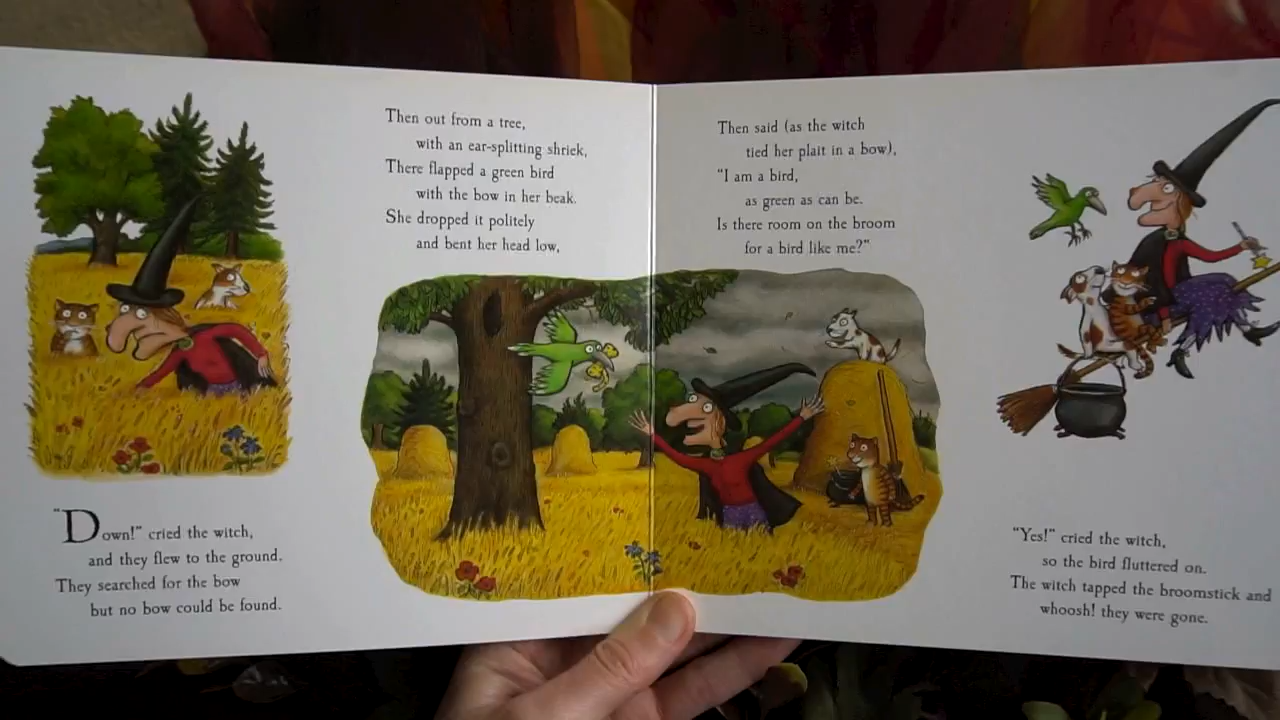 "Down!" cried the witch,
and they flew to the ground.
They searched for the bow
but no bow could be found.
Then out from a tree,
with an ear-splitting shriek,
There flapped a green bird
with the bow in her beak.
She dropped it politely
and bent her head low,
Then said (as the witch
tied her plait in a bow),
"I am a bird,
as green as can be.
Is there room on the broom
for a bird like me?"
"Yes!" cried the witch,
so the bird fluttered on.
The witch tapped the broomstick and
whoosh! they were gone.